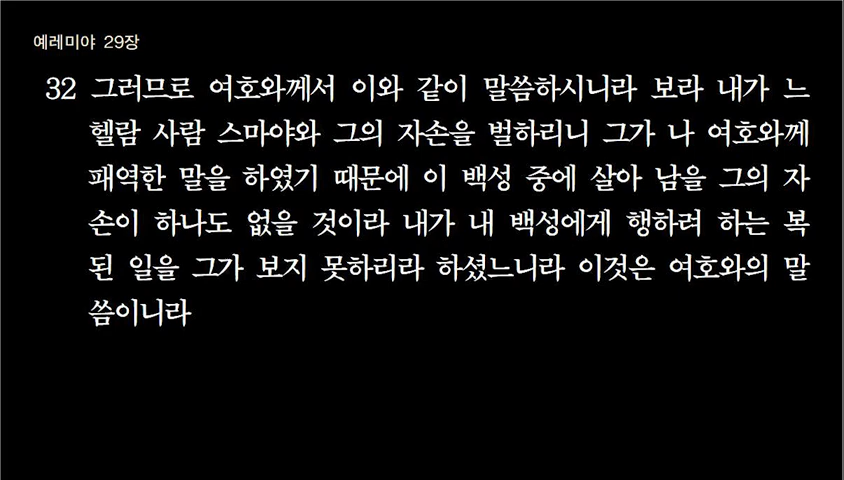 예레미야 29장
32 그러므로 여호와께서 이와 같이 말씀하시니라 보라 내가 느
헬람 사람 스마야와 그의 자손을 벌하리니 그가 나 여호와께
패역한 말을 하였기 때문에 이 백성 중에 살아 남을 그의 자
손이 하나도 없을 것이라 내가 내 백성에게 행하려 하는 복
된 일을 그가 보지 못하리라 하셨느니라 이것은 여호와의 말
씀이니라